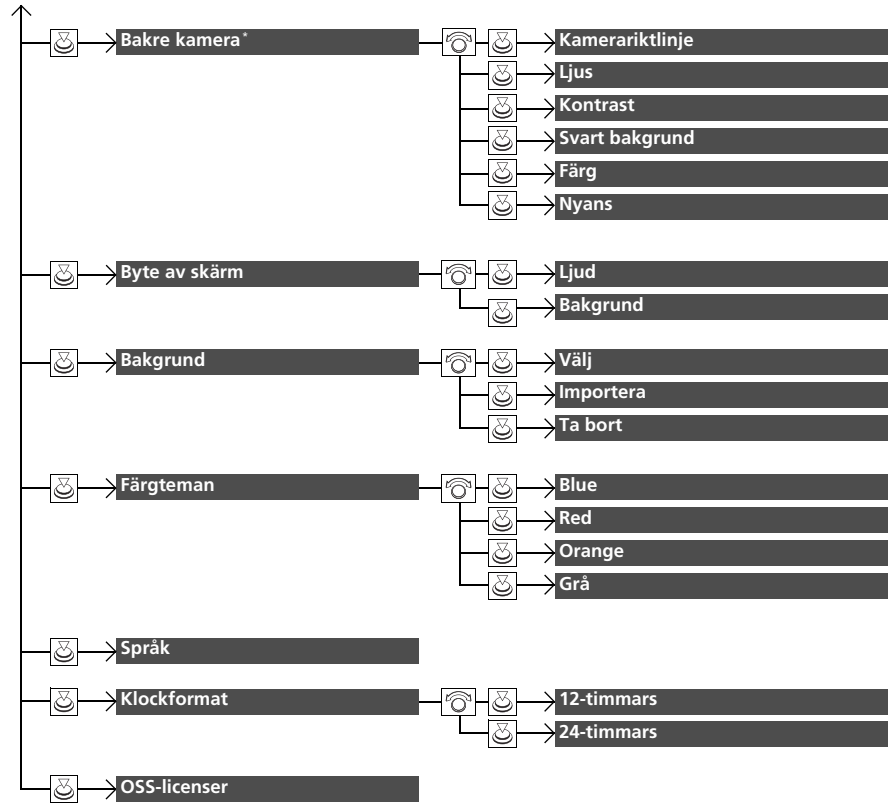 Bakre kamera*
Kamerariktlinje
Ljus
Kontrast
Svart bakgrund
Färg
Nyans
Byte av skärm
Ljud
Bakgrund
Bakgrund
Välj
Importera
Ta bort
Färgteman
Blue
Red
Orange
Grå
Språk
Klockformat
12-timmars
24-timmars
OSS-licenser